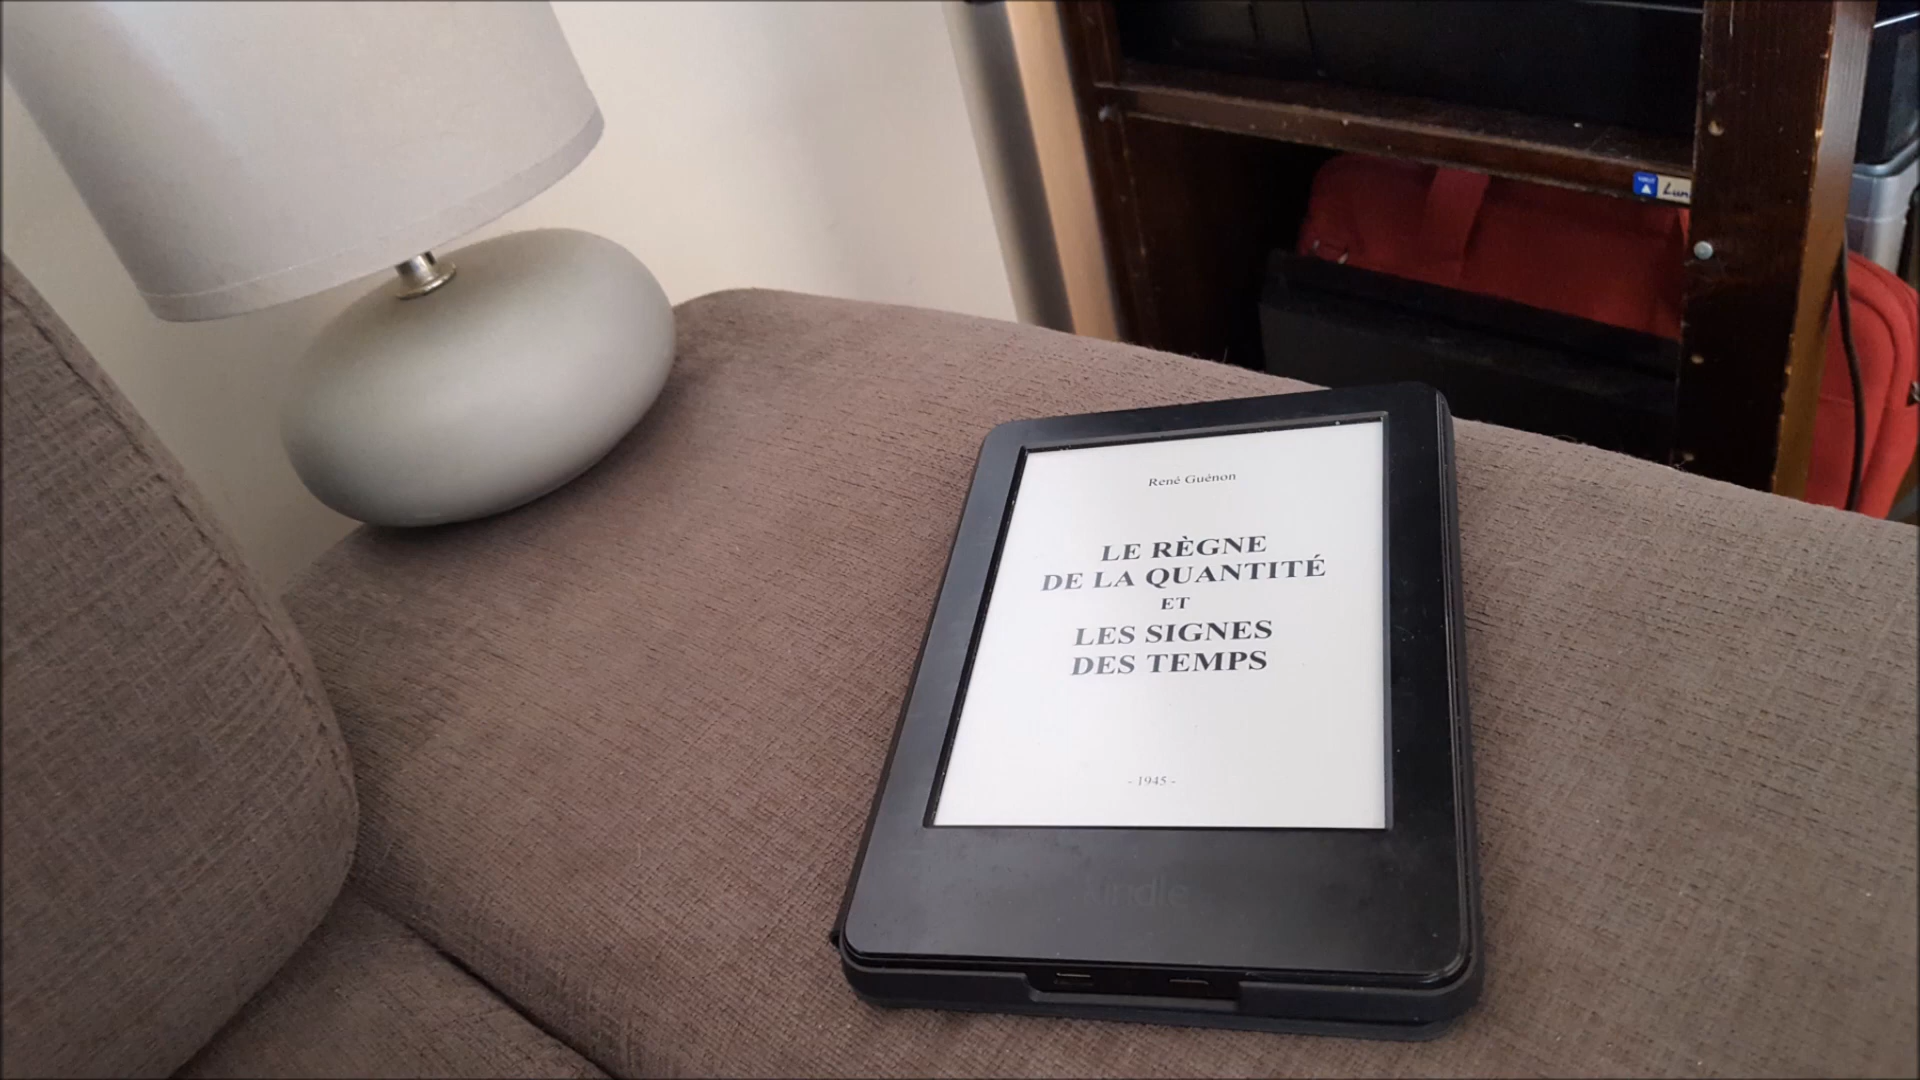 René Guénon
LE RÈGNE
DE LA QUANTITÉ
ET
LES SIGNES
DES TEMPS
- 1945 -
kindle